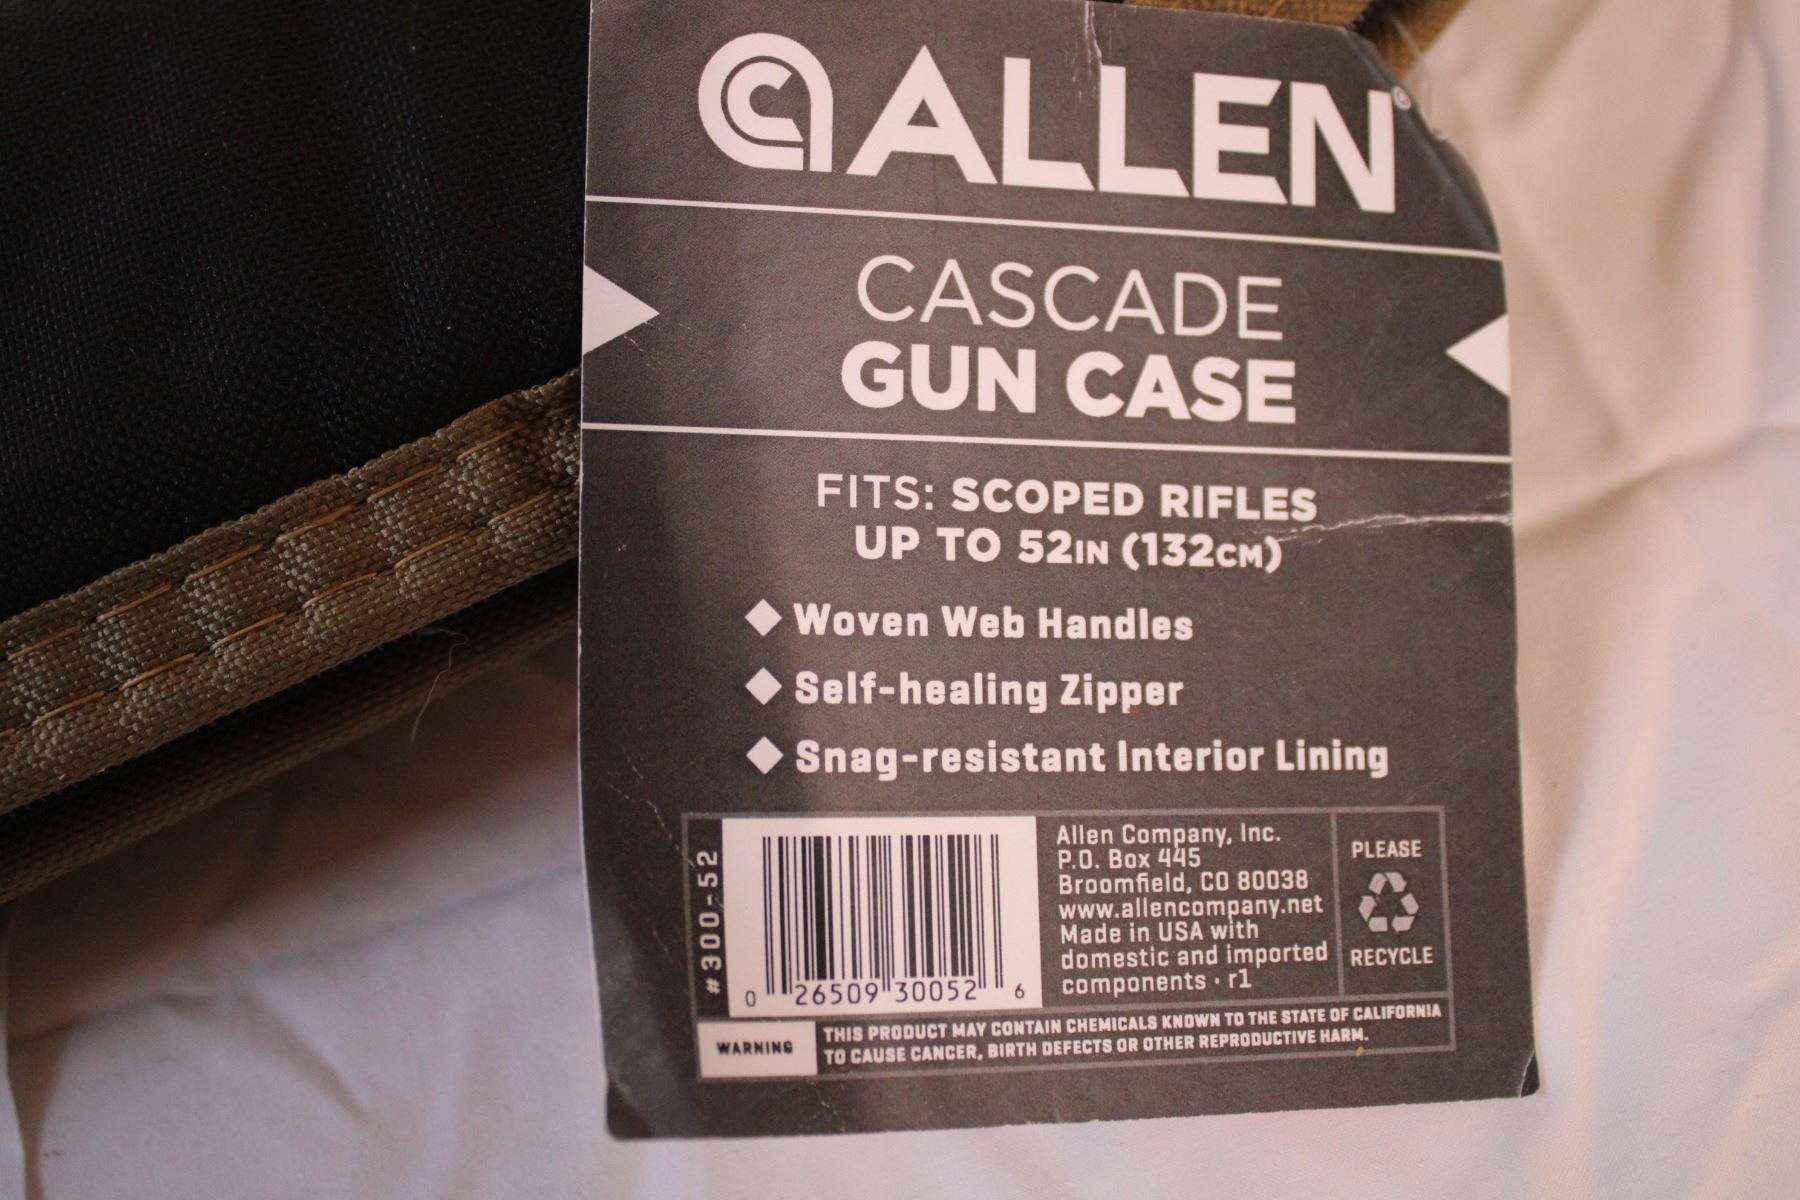 ALLEN®
CASCADE
GUN CASE
FITS: SCOPED RIFLES
UP TO 52IN (132CM)
Woven Web Handles
Self-healing Zipper
Snag-resistant Interior Lining
#300-52
0 26509 30052 6
Allen Company, Inc.
P.O. Box 445
Broomfield, CO 80038
www.allencompany.net
Made in USA with
domestic and imported
components · r1
PLEASE
RECYCLE
WARNING
THIS PRODUCT MAY CONTAIN CHEMICALS KNOWN TO THE STATE OF CALIFORNIA
TO CAUSE CANCER, BIRTH DEFECTS OR OTHER REPRODUCTIVE HARM.